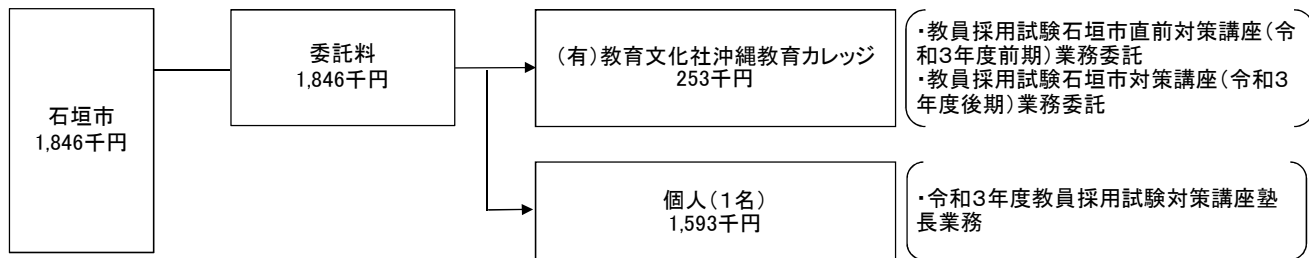 石垣市
1,846千円
委託料
1,846千円
(有)教育文化社沖縄教育カレッジ
253千円
・教員採用試験石垣市直前対策講座(令
和3年度前期)業務委託
・教員採用試験石垣市対策講座(令和3
年度後期)業務委託
個人(1名)
1,593千円
・令和3年度教員採用試験対策講座塾
長業務